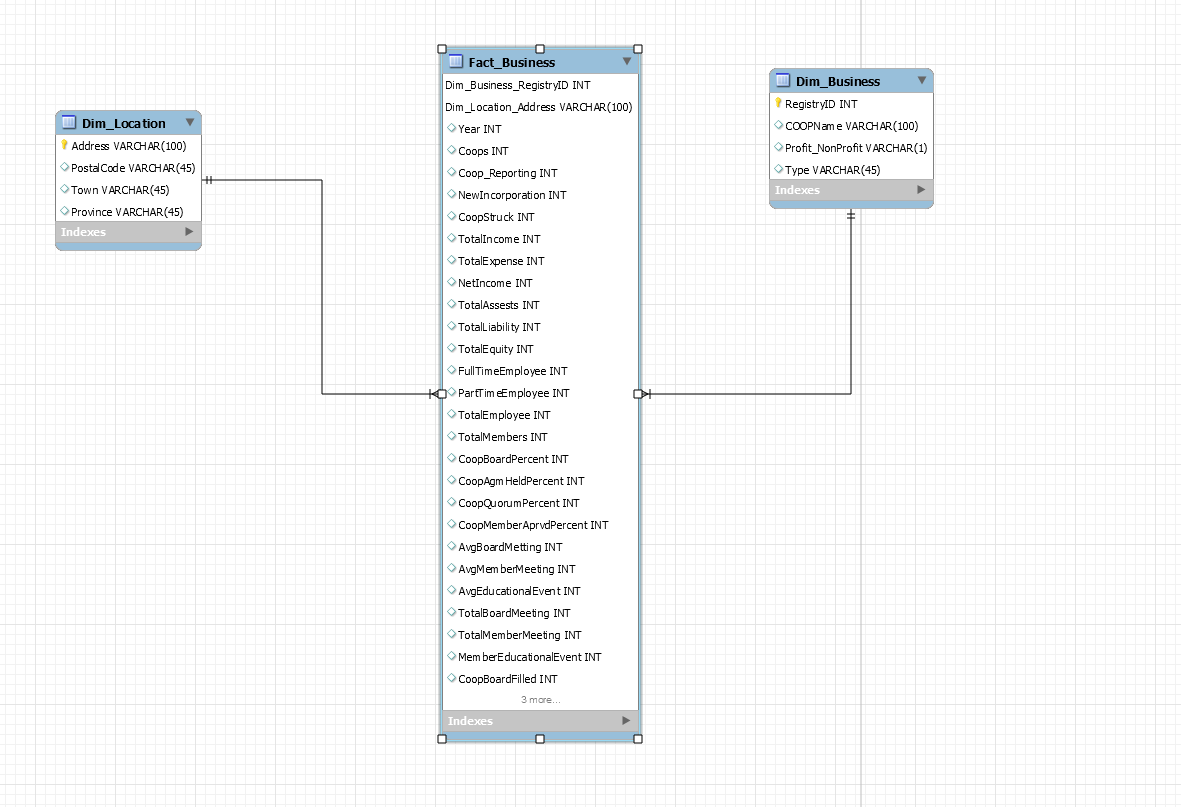 Dim_Location
Address VARCHAR(100)
PostalCode VARCHAR(45)
Town VARCHAR(45)
Province VARCHAR(45)
Indexes
Fact_Business
Dim_Business_RegistryID INT
Dim_Location_Address VARCHAR(100)
Year INT
Coops INT
Coop_Reporting INT
NewIncorporation INT
CoopStruck INT
TotalIncome INT
TotalExpense INT
NetIncome INT
TotalAssests INT
TotalLiability INT
TotalEquity INT
FullTimeEmployee INT
PartTimeEmployee INT
TotalEmployee INT
TotalMembers INT
CoopBoardPercent INT
CoopAgmHeldPercent INT
CoopQuorumPercent INT
CoopMemberAprvdPercent INT
AvgBoardMetting INT
AvgMemberMeeting INT
AvgEducationalEvent INT
TotalBoardMeeting INT
TotalMemberMeeting INT
MemberEducationalEvent INT
CoopBoardFilled INT
3 more...
Indexes
Dim_Business
RegistryID INT
COOPName VARCHAR(100)
Profit_NonProfit VARCHAR(1)
Type VARCHAR(45)
Indexes